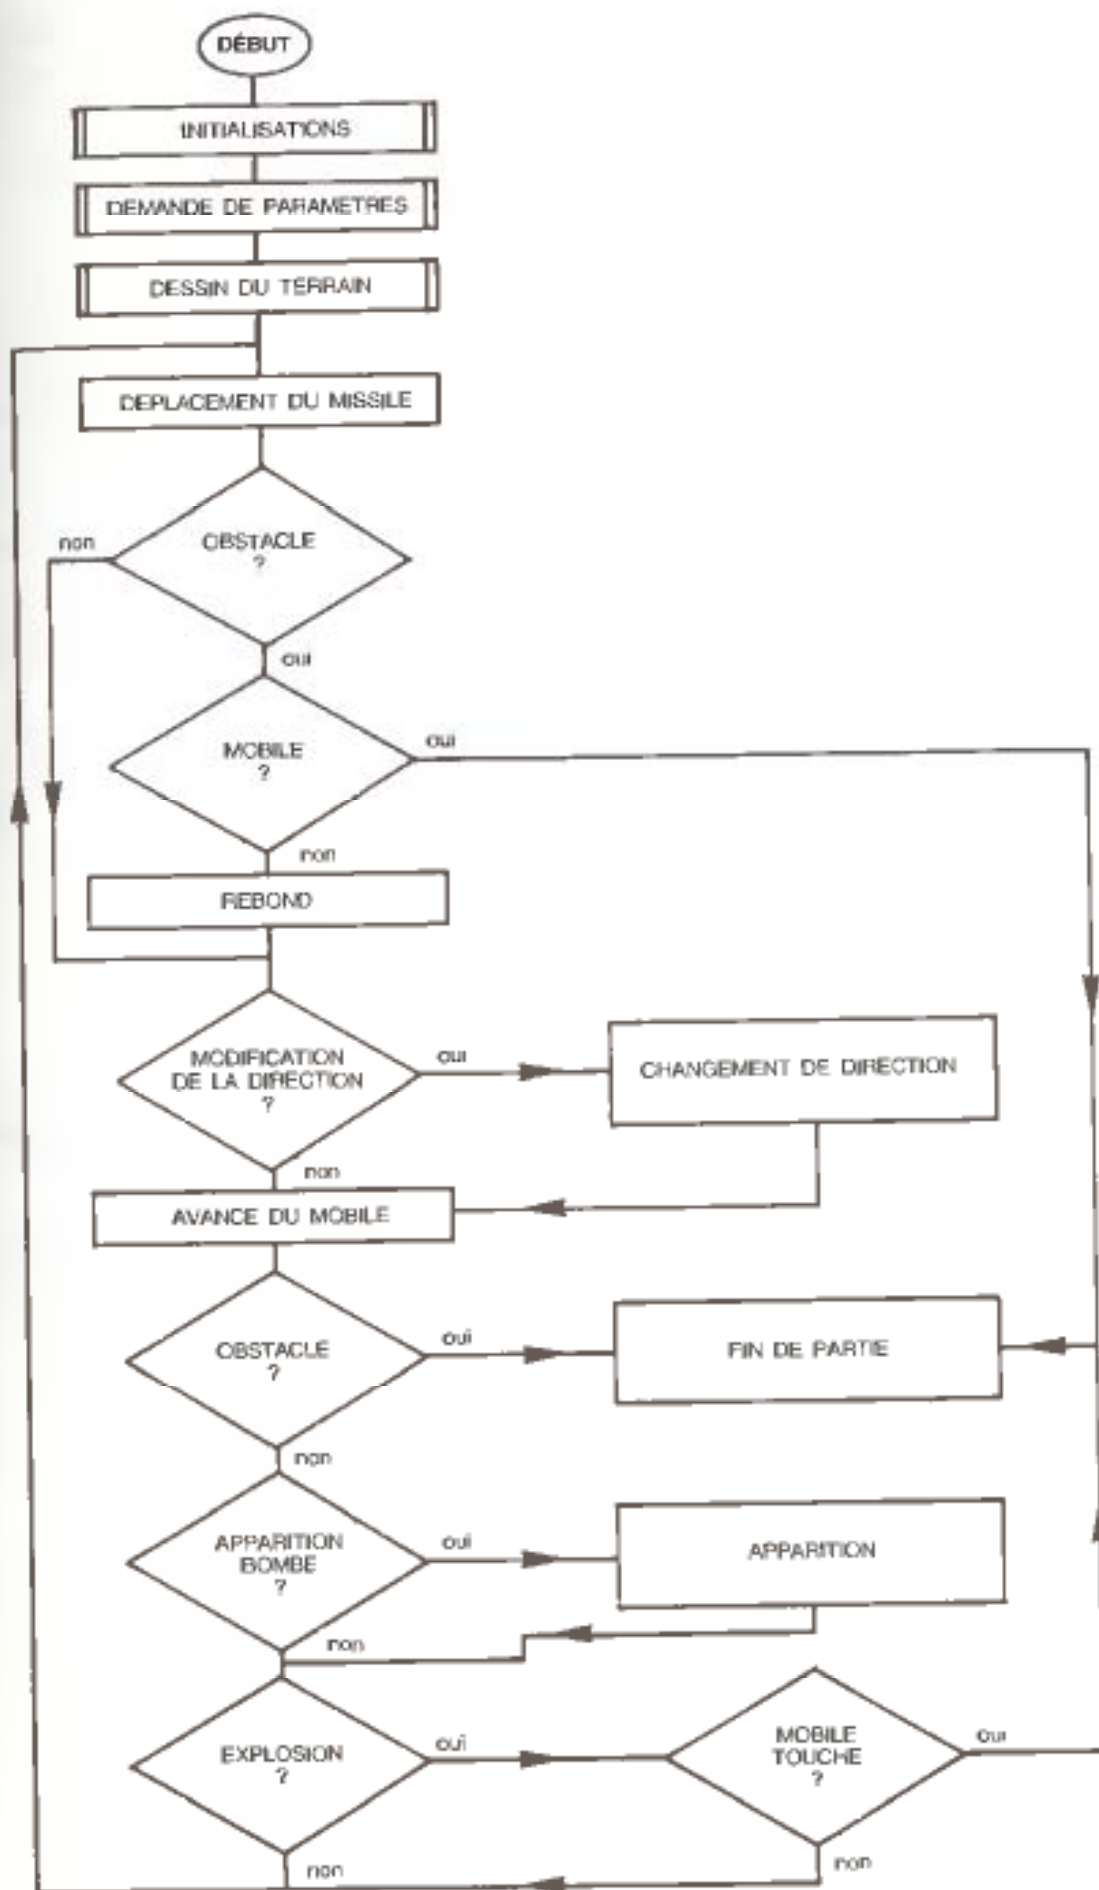 DÉBUT
INITIALISATIONS
DEMANDE DE PARAMETRES
DESSIN DU TERRAIN
DEPLACEMENT DU MISSILE
non
OBSTACLE
?
oui
MOBILE
?
oui
non
REBOND
MODIFICATION
DE LA DIRECTION
?
oui
CHANGEMENT DE DIRECTION
non
AVANCE DU MOBILE
OBSTACLE
?
oui
FIN DE PARTIE
non
APPARITION
BOMBE
?
oui
APPARITION
non
EXPLOSION
?
oui
MOBILE
TOUCHE
?
oui
non
non